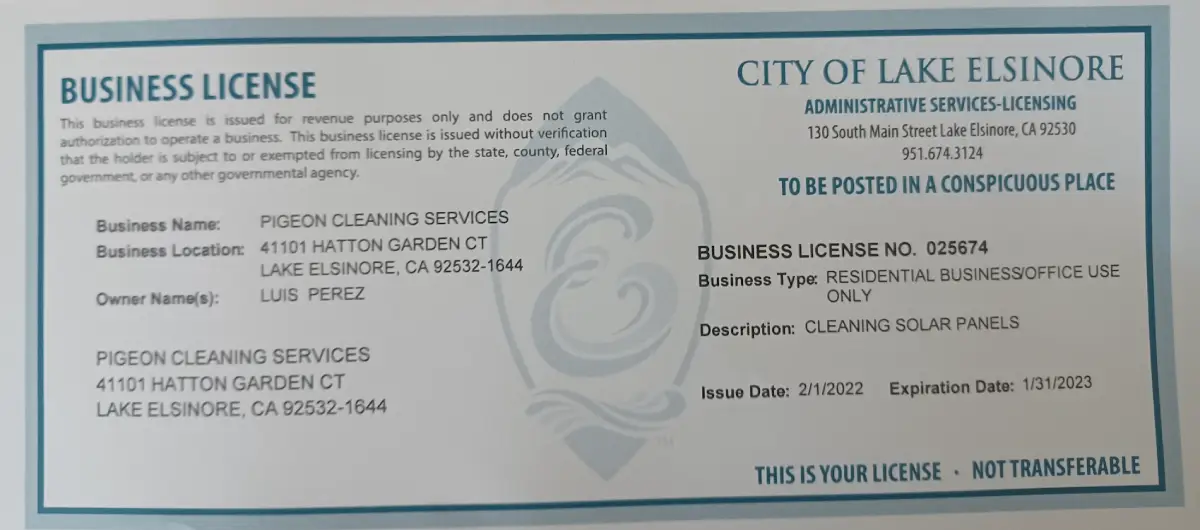 BUSINESS LICENSE
This business license is issued for revenue purposes only and does not grant
authorization to operate a business. This business license is issued without verification
that the holder is subject to or exempted from licensing by the state, county, federal
government, or any other governmental agency.
Business Name: PIGEON CLEANING SERVICES
Business Location: 41101 HATTON GARDEN CT
LAKE ELSINORE, CA 92532-1644
Owner Name(s): LUIS PEREZ
PIGEON CLEANING SERVICES
41101 HATTON GARDEN CT
LAKE ELSINORE, CA 92532-1644
CITY OF LAKE ELSINORE
ADMINISTRATIVE SERVICES-LICENSING
130 South Main Street Lake Elsinore, CA 92530
951.674.3124
TO BE POSTED IN A CONSPICUOUS PLACE
BUSINESS LICENSE NO. 025674
Business Type: RESIDENTIAL BUSINESS/OFFICE USE
ONLY
Description: CLEANING SOLAR PANELS
Issue Date: 2/1/2022 Expiration Date: 1/31/2023
THIS IS YOUR LICENSE · NOT TRANSFERABLE
E
TM